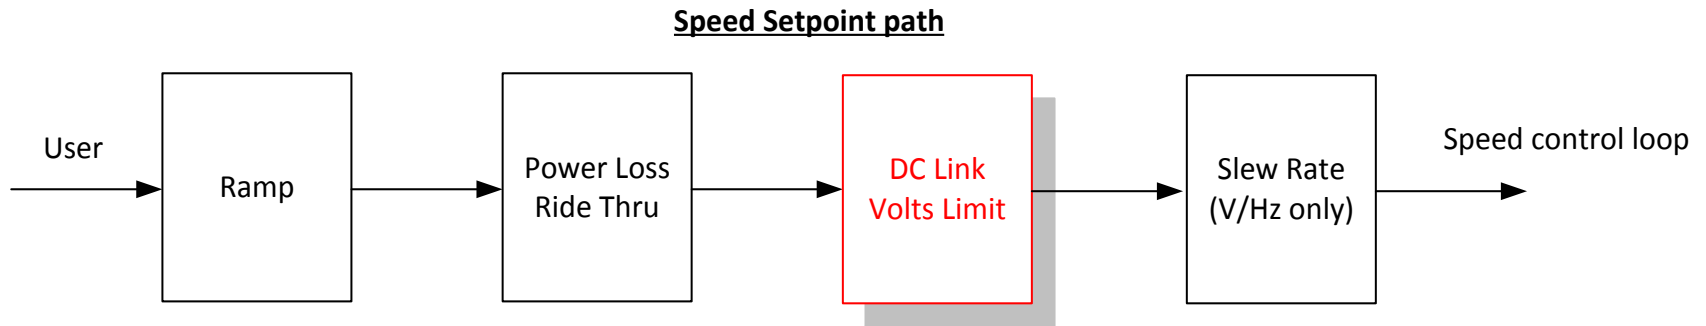 Speed Setpoint path
User
Ramp
Power Loss
Ride Thru
DC Link
Volts Limit
Slew Rate
(V/Hz only)
Speed control loop